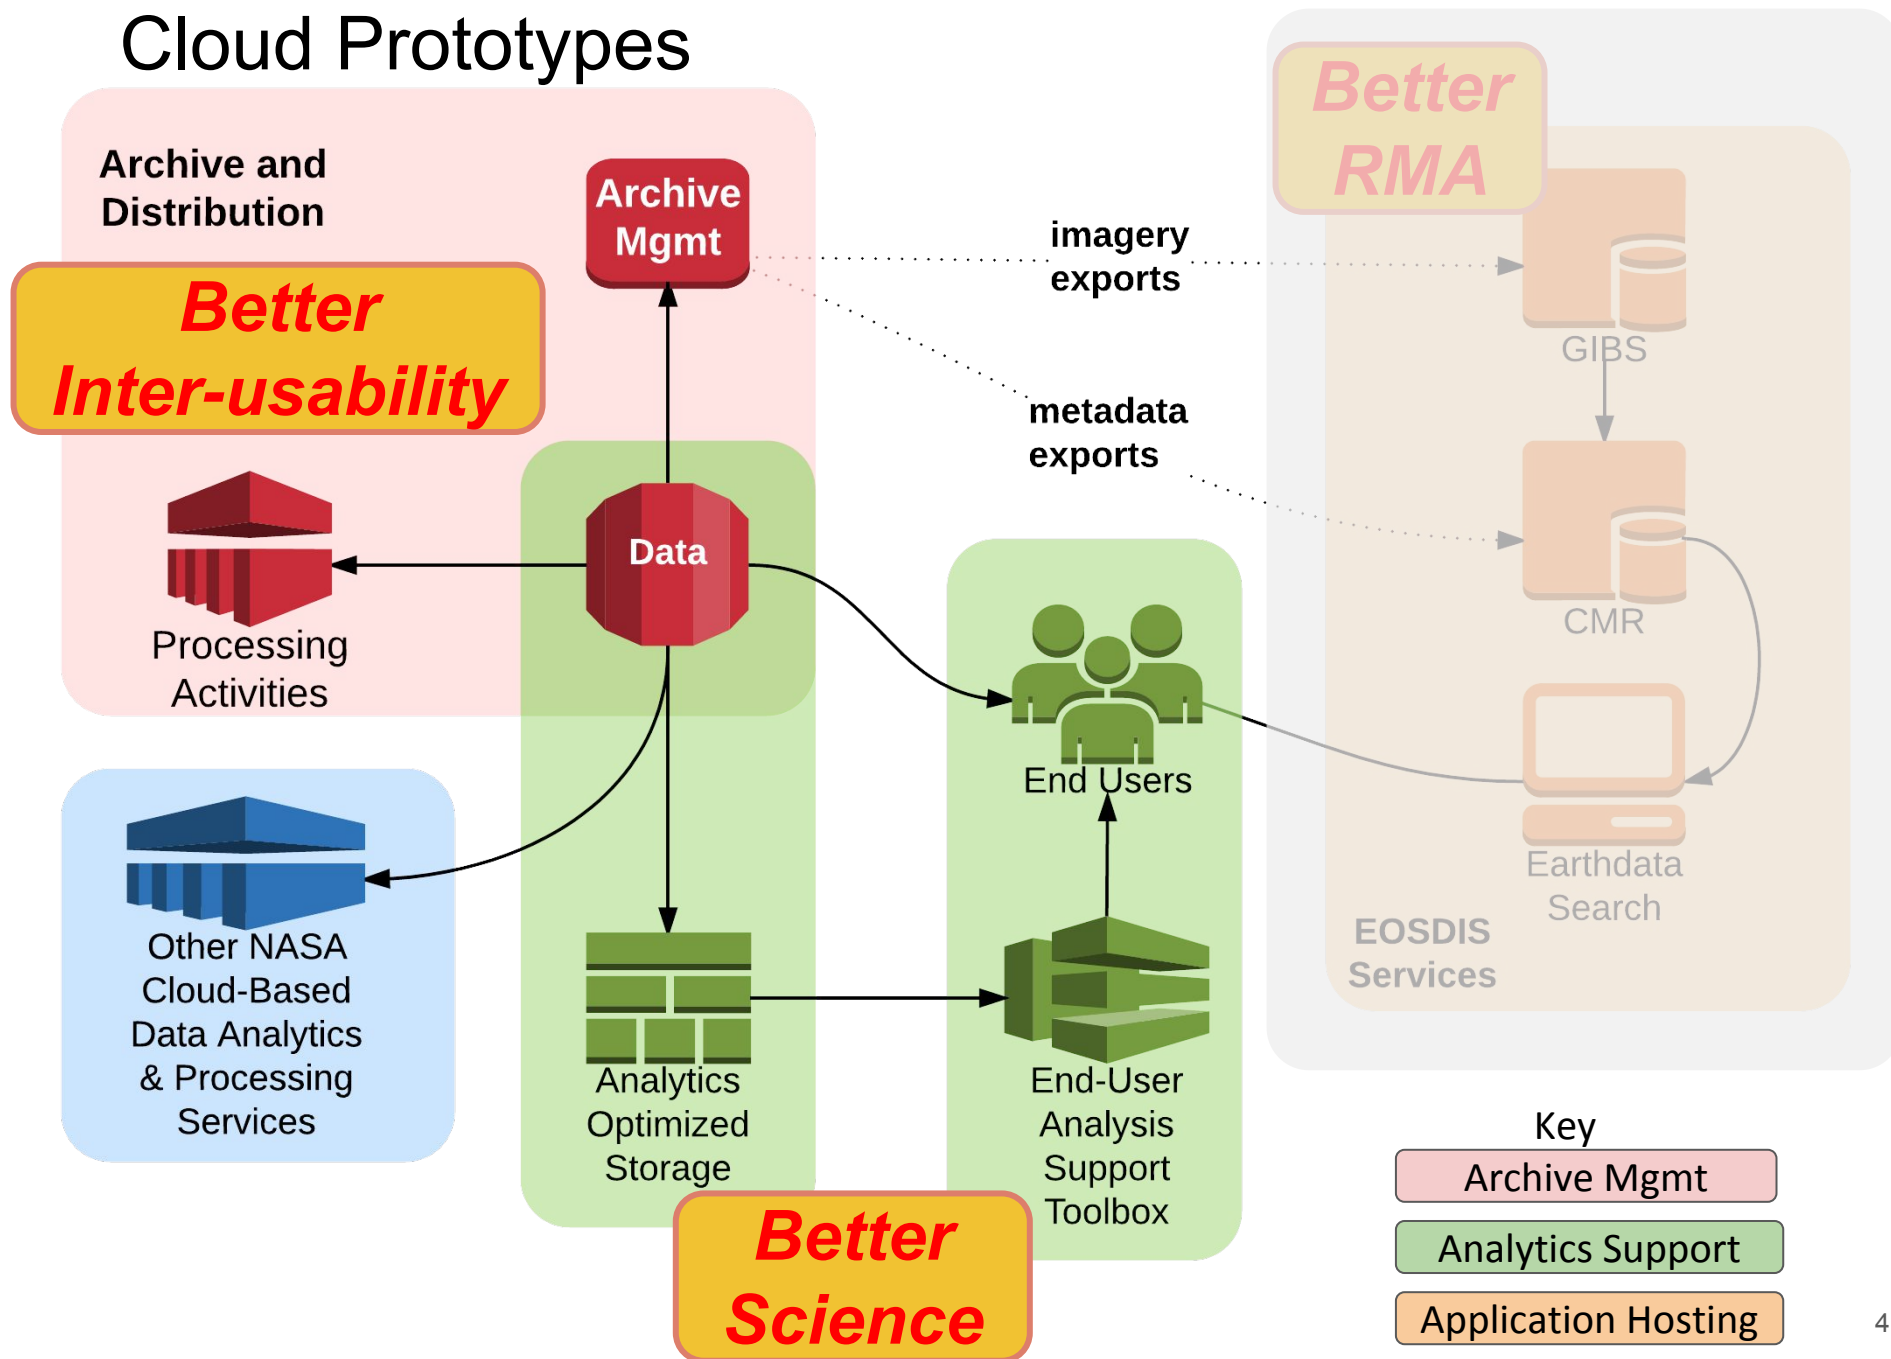 Cloud Prototypes
Archive and
Distribution
Archive
Mgmt
Better
Inter-usability
Data
Processing
Activities
Other NASA
Cloud-Based
Data Analytics
& Processing
Services
Analytics
Optimized
Storage
Better
Science
imagery
exports
metadata
exports
End Users
End-User
Analysis
Support
Toolbox
Better
RMA
GIBS
CMR
Earthdata
Search
EOSDIS
Services
Key
Archive Mgmt
Analytics Support
Application Hosting
4